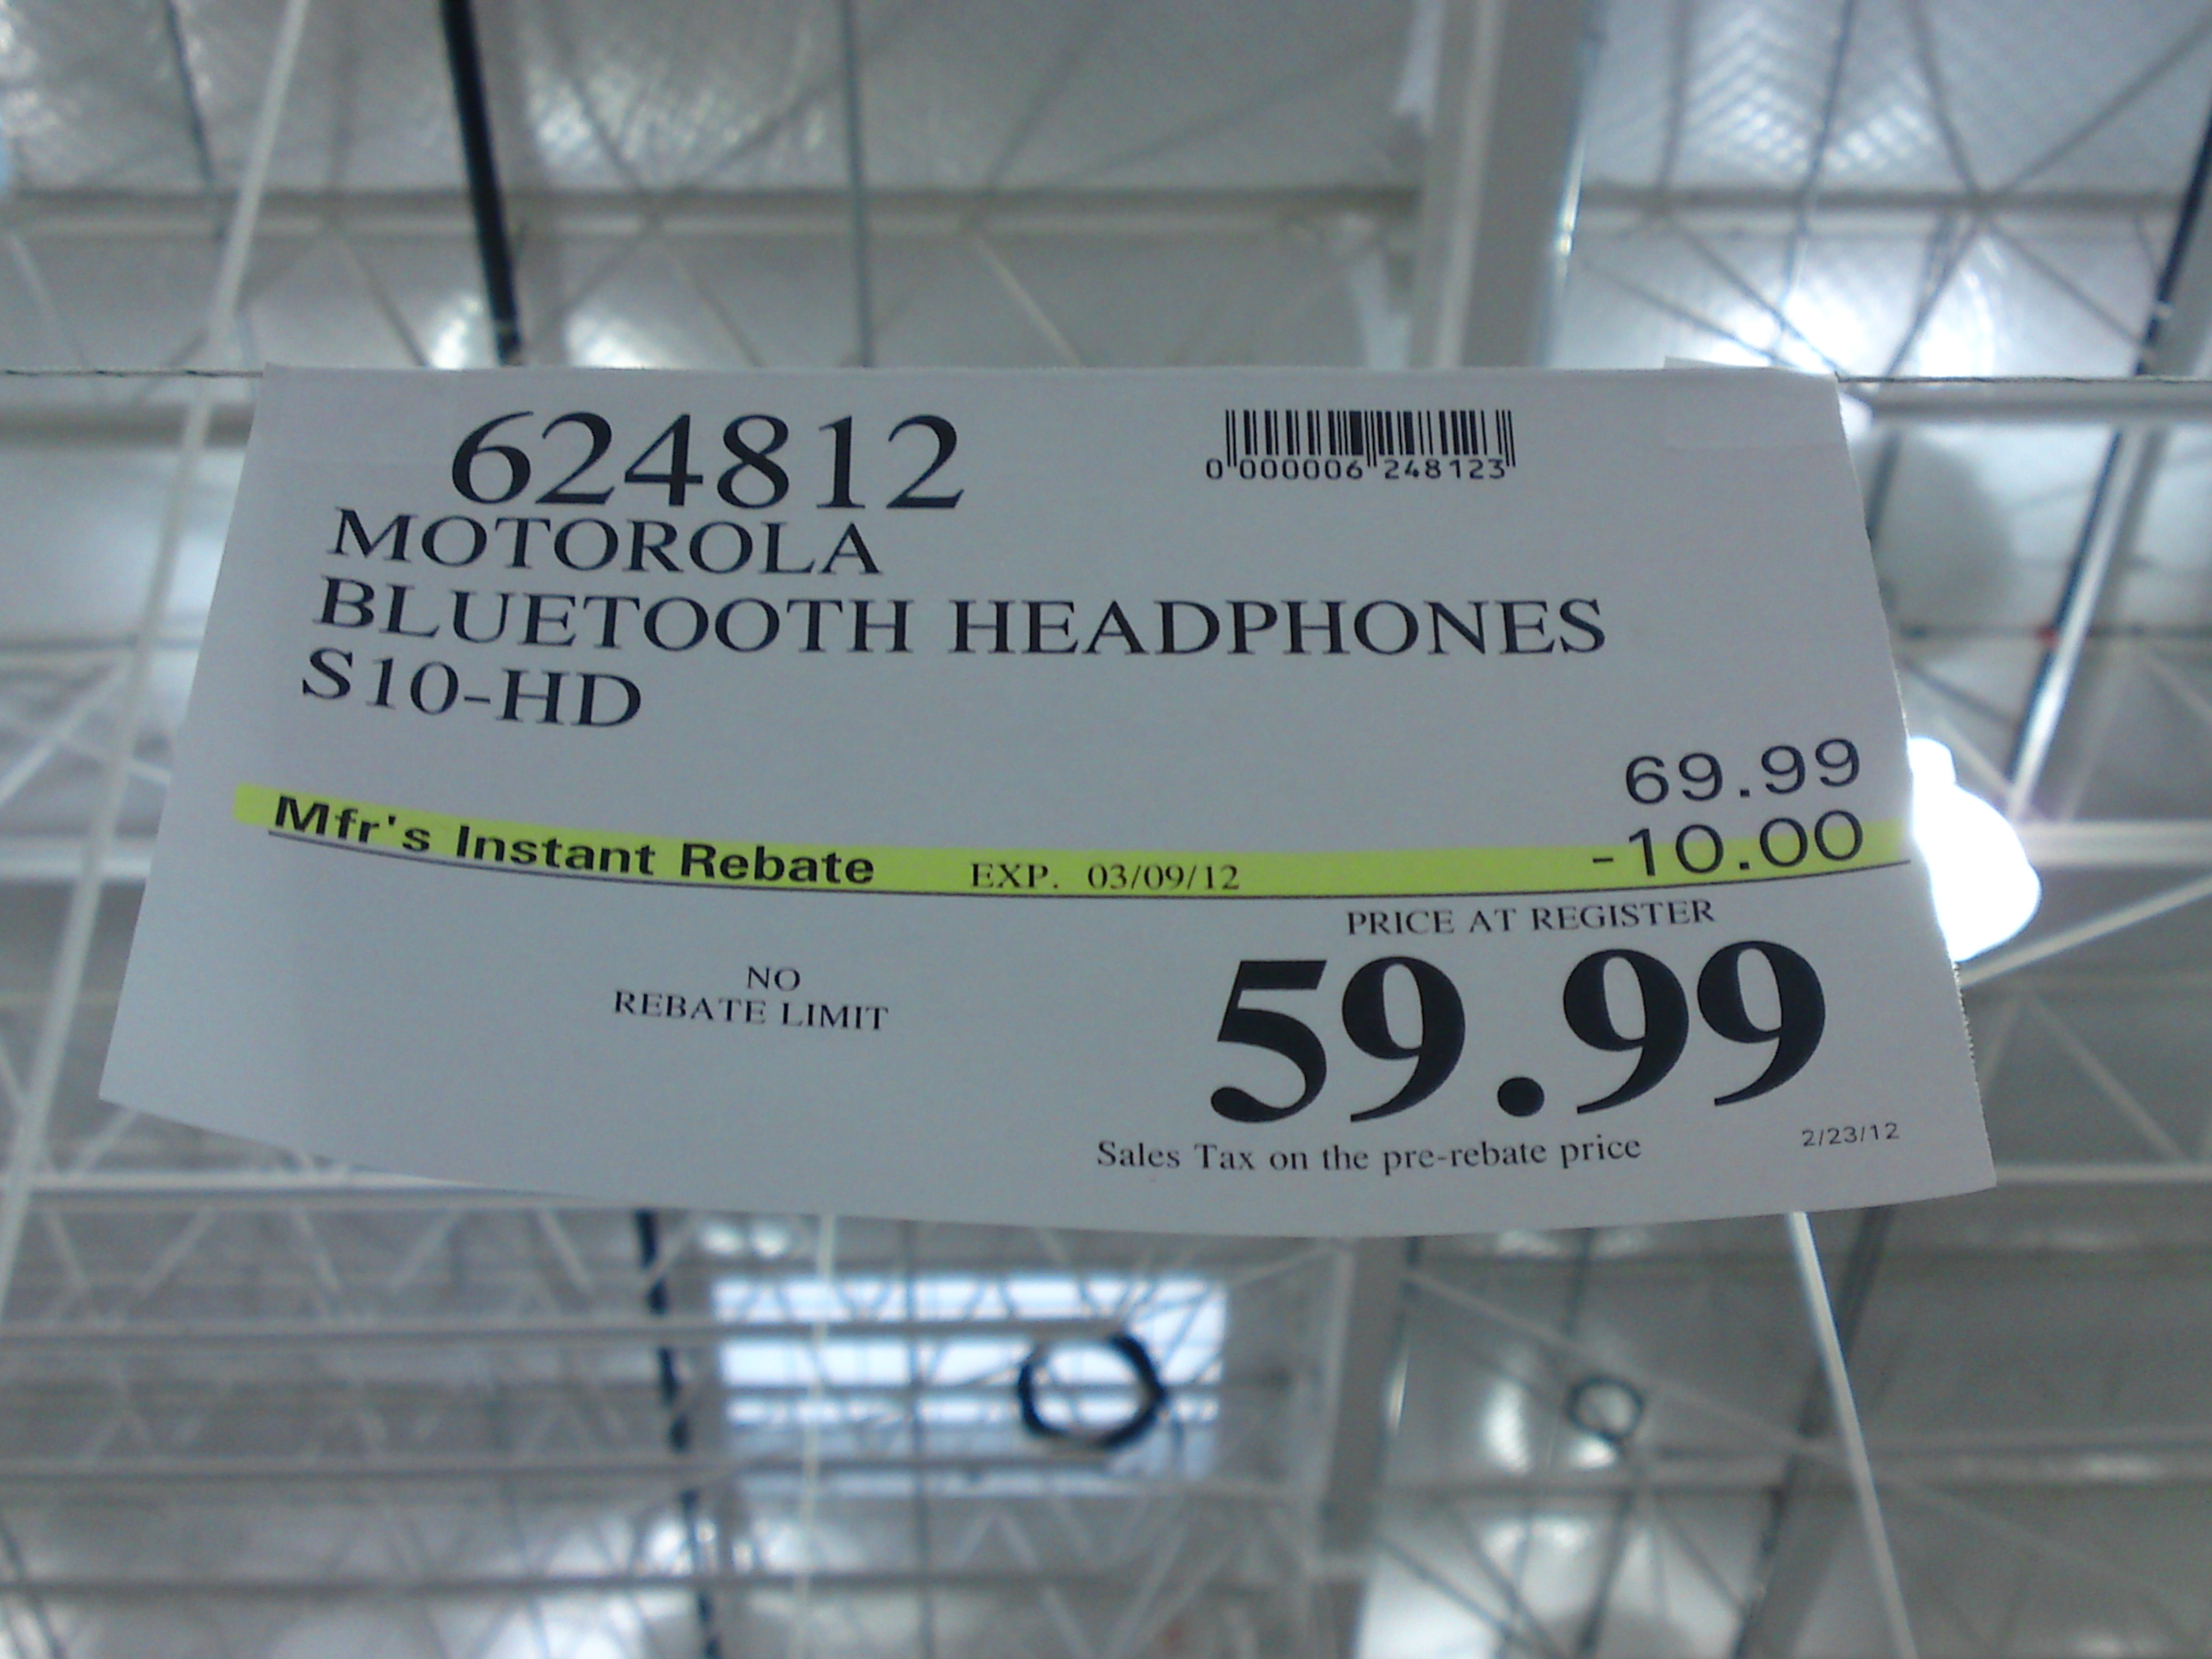 624812
0 000006 248123
MOTOROLA
BLUETOOTH HEADPHONES
S10-HD
69.99
Mfr's Instant Rebate EXP. 03/09/12 -10.00
PRICE AT REGISTER
59.99
NO
REBATE LIMIT
Sales Tax on the pre-rebate price
2/23/12